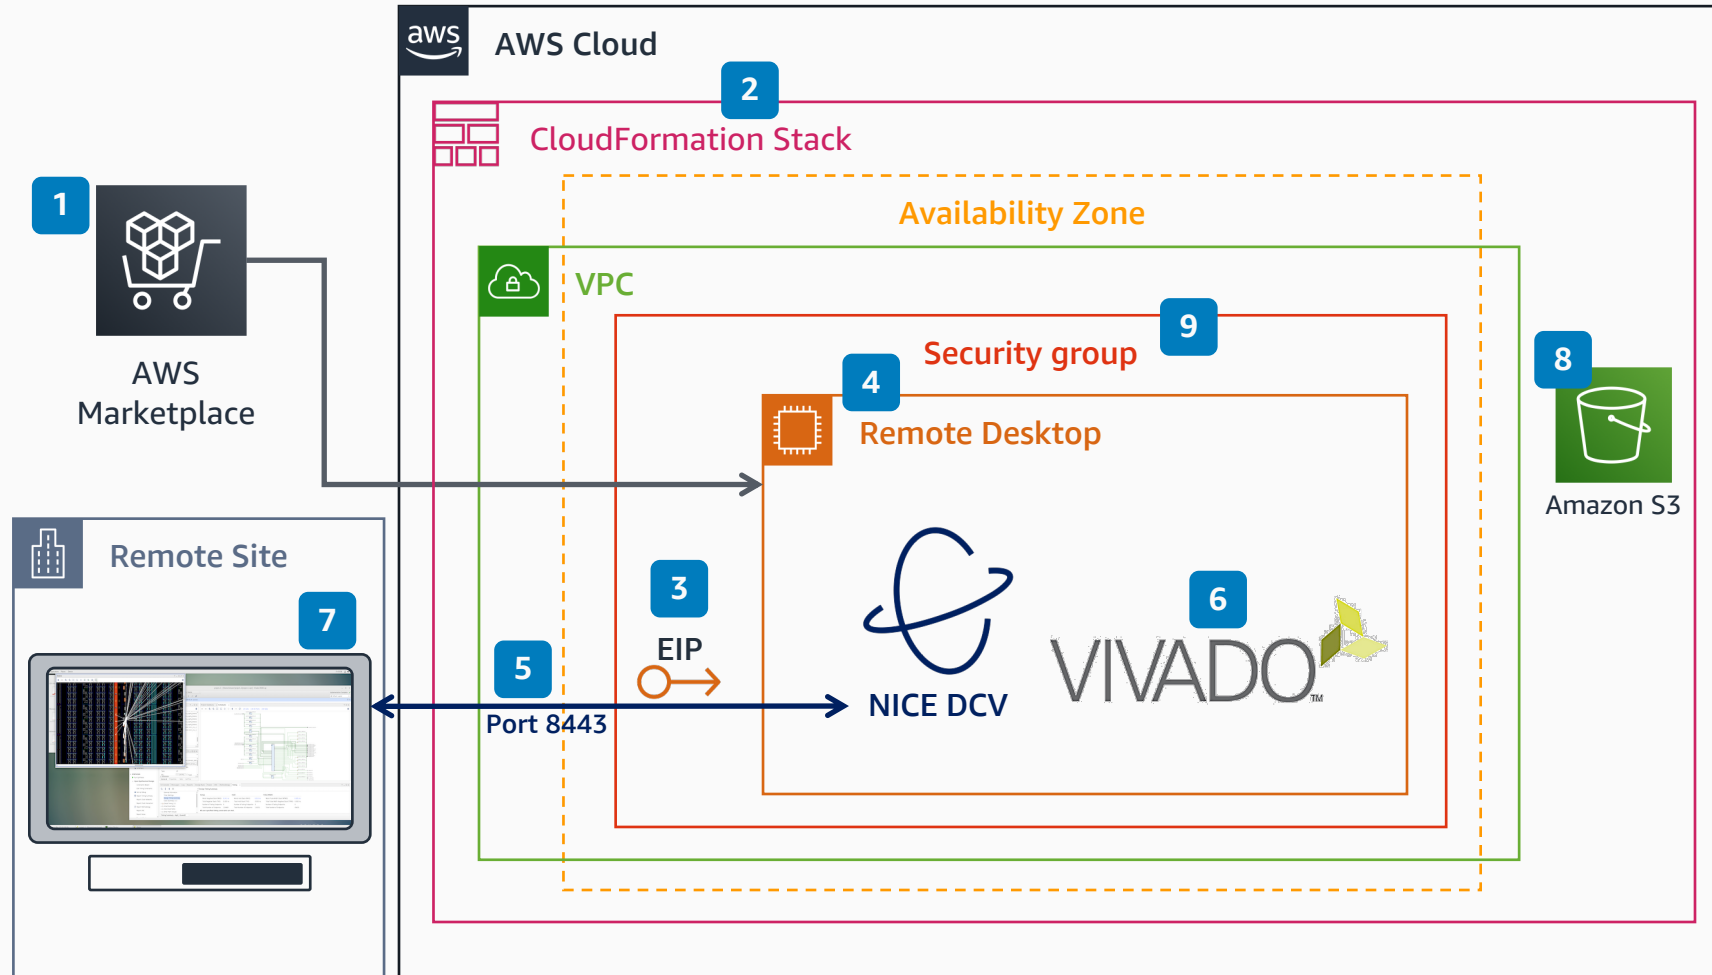 aws
AWS Cloud
2
CloudFormation Stack
1
Availability Zone
VPC
9
Security group
8
4
Remote Desktop
AWS
Marketplace
Amazon S3
Remote Site
3
6
7
EIP
5
VIVADO™
NICE DCV
Port 8443